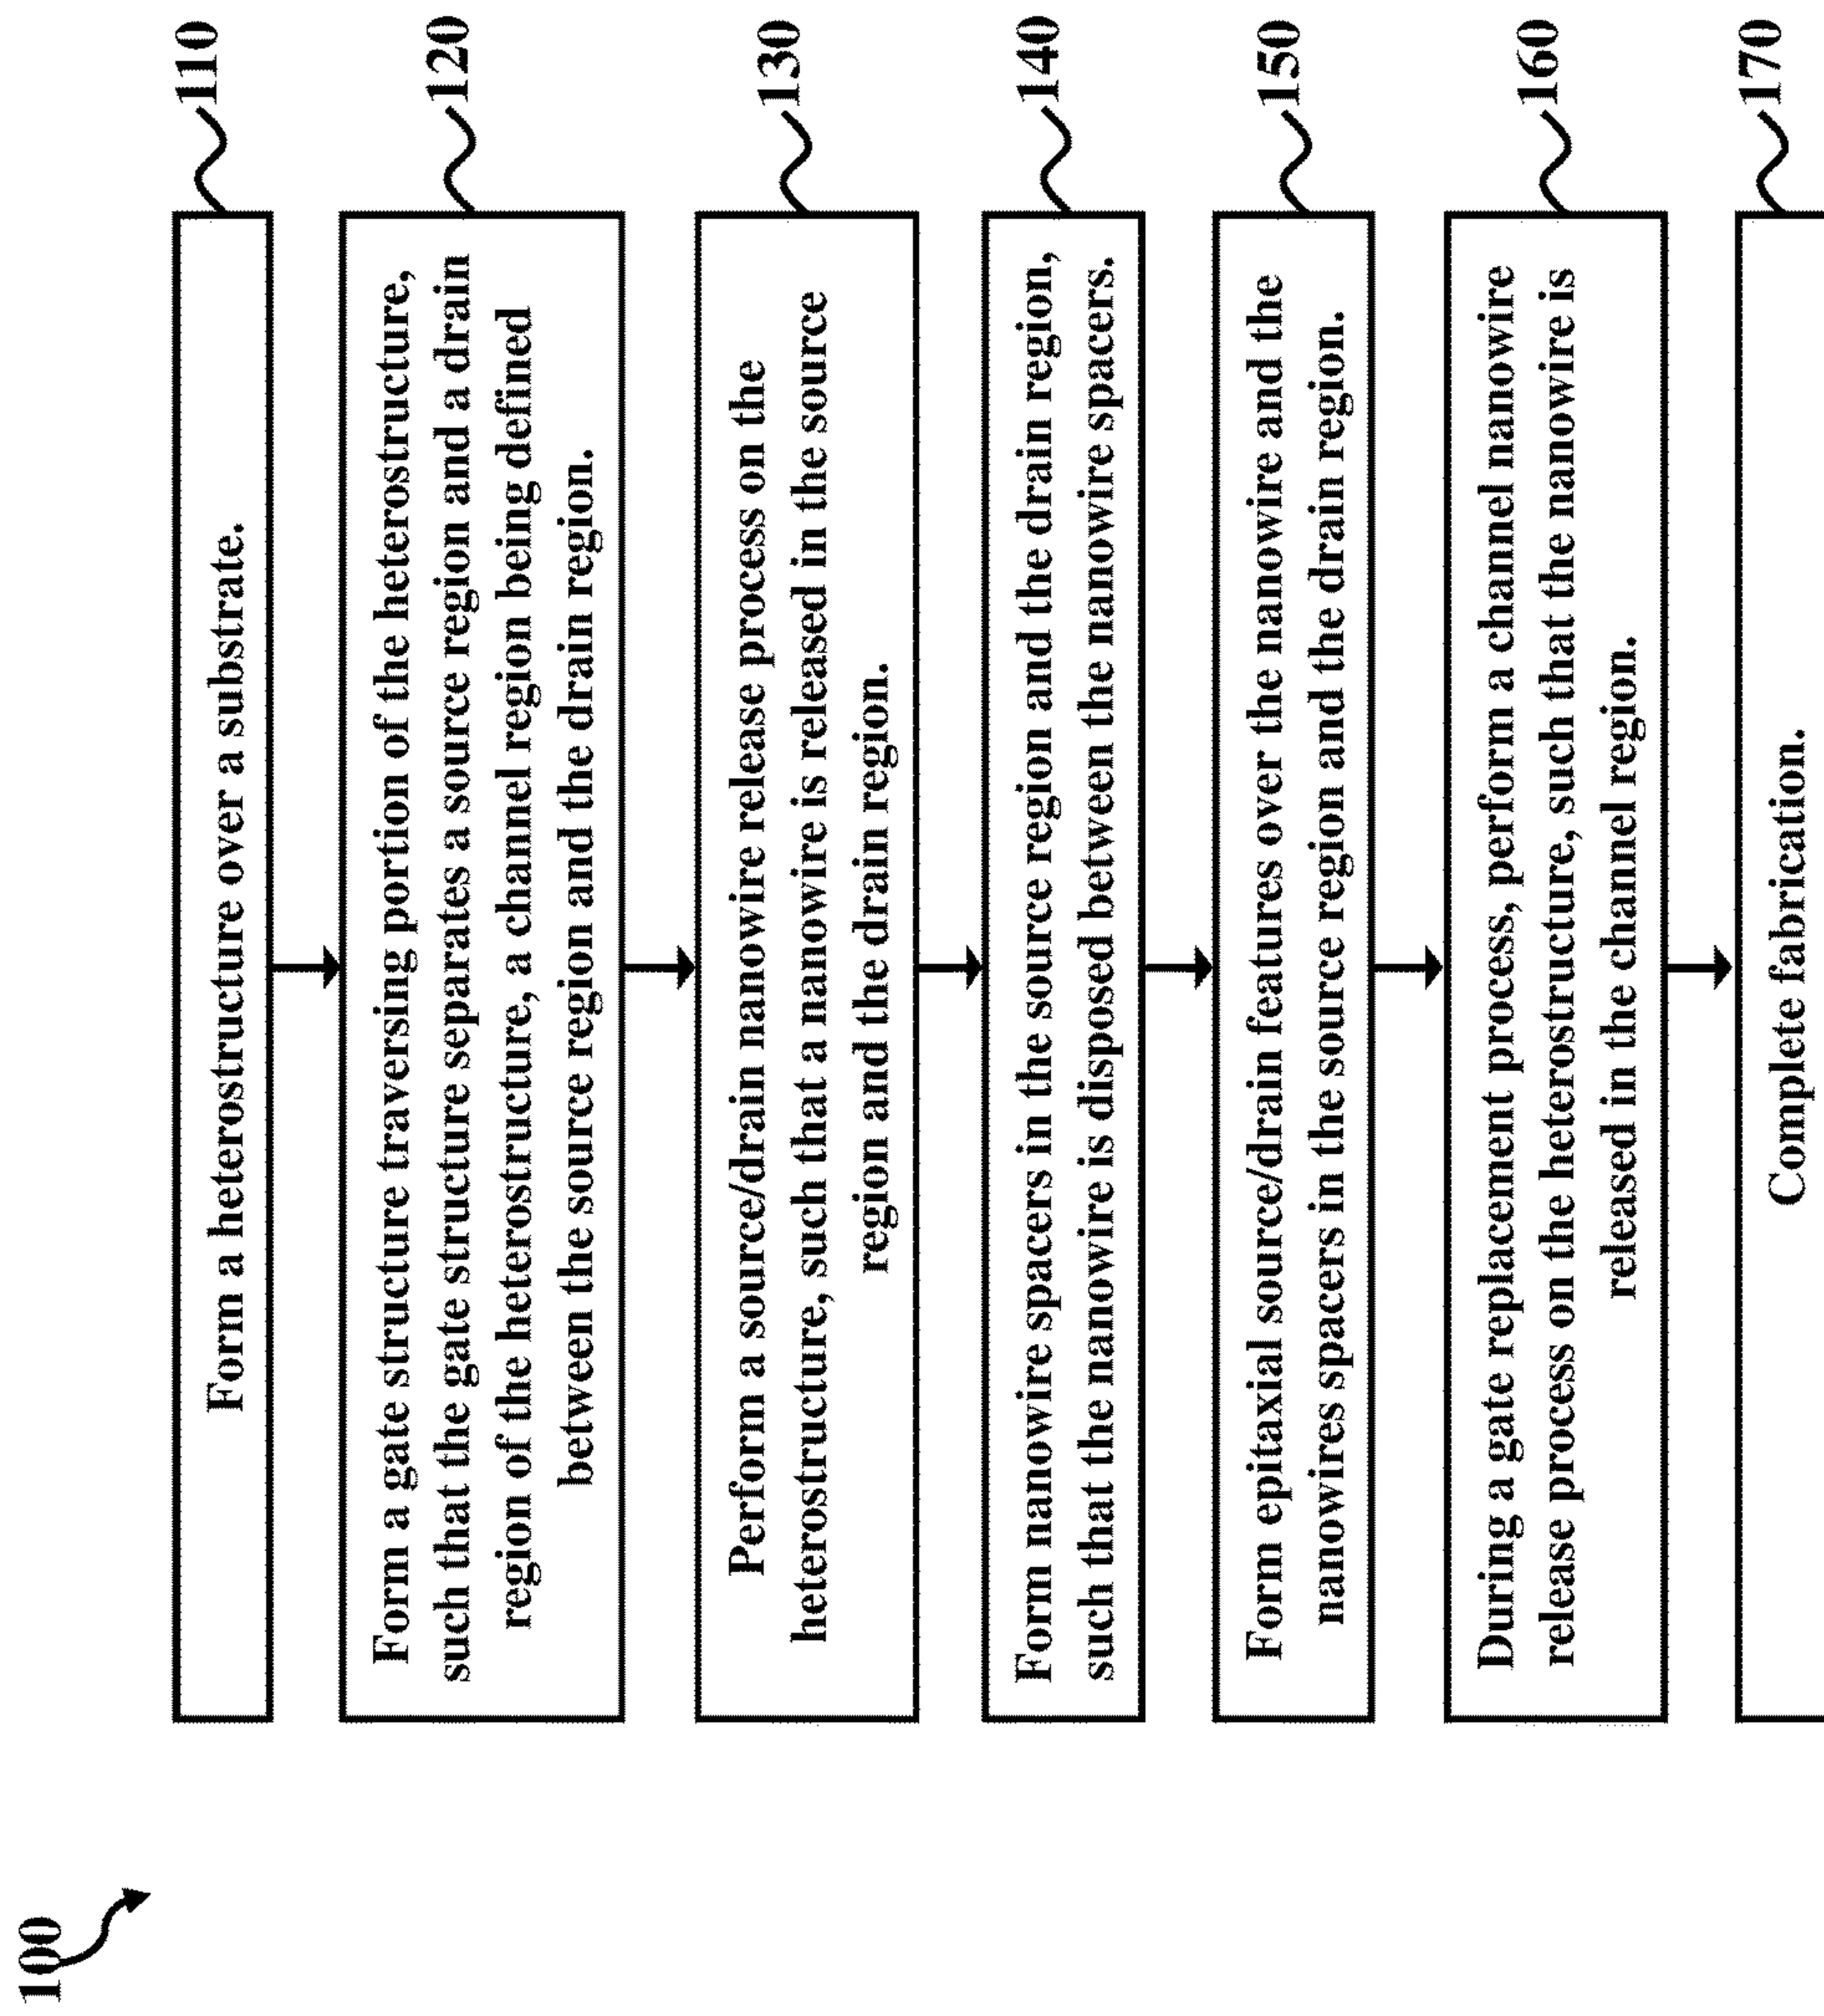 100
110
Form a heterostructure over a substrate.
120
Form a gate structure traversing portion of the heterostructure,
such that the gate structure separates a source region and a drain
region of the heterostructure, a channel region being defined
between the source region and the drain region.
130
Perform a source/drain nanowire release process on the
heterostructure, such that a nanowire is released in the source
region and the drain region.
140
Form nanowire spacers in the source region and the drain region,
such that the nanowire is disposed between the nanowire spacers.
150
Form epitaxial source/drain features over the nanowire and the
nanowires spacers in the source region and the drain region.
160
During a gate replacement process, perform a channel nanowire
release process on the heterostructure, such that the nanowire is
released in the channel region.
170
Complete fabrication.